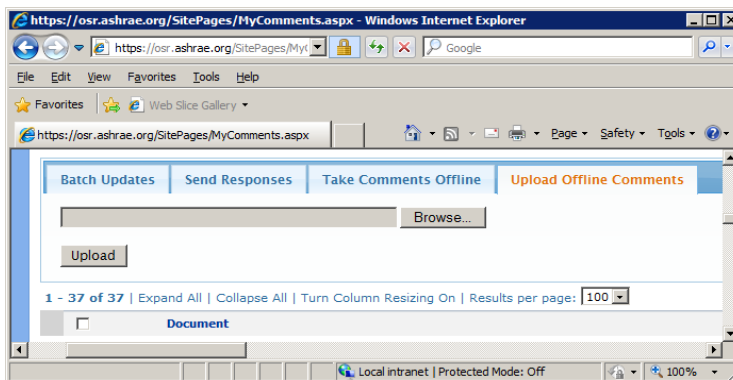 https://osr.ashrae.org/SitePages/MyComments.aspx - Windows Internet Explorer
https://osr.ashrae.org/SitePages/My Google
File Edit View Favorites Tools Help
Favorites Web Slice Gallery
https://osr.ashrae.org/SitePages/MyComments.aspx Page Safety Tools
Batch Updates Send Responses Take Comments Offline Upload Offline Comments
Browse...
Upload
1 - 37 of 37 | Expand All | Collapse All | Turn Column Resizing On | Results per page: 100
Document
Local intranet | Protected Mode: Off 100%